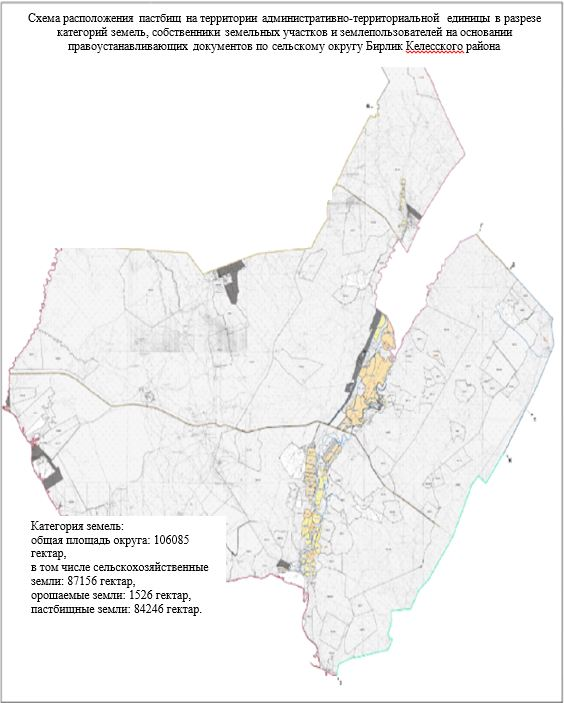 Схема расположения пастбищ на территории административно-территориальной единицы в разрезе
категорий земель, собственники земельных участков и землепользователей на основании
правоустанавливающих документов по сельскому округу Бирлик Келесского района
Категория земель:
общая площадь округа: 106085
гектар,
в том числе сельскохозяйственные
земли: 87156 гектар,
орошаемые земли: 1526 гектар,
пастбищные земли: 84246 гектар.